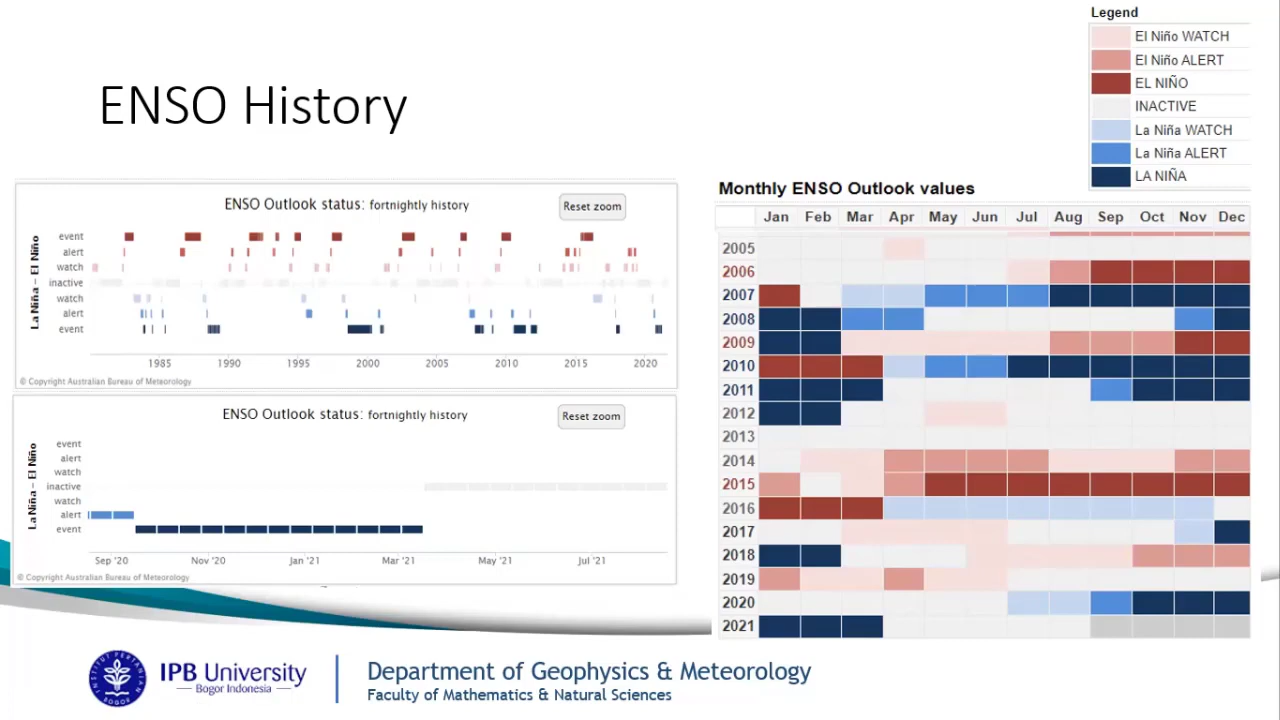 ENSO History
Legend
El Niño WATCH
El Niño ALERT
EL NIÑO
INACTIVE
La Niña WATCH
La Niña ALERT
LA NIÑA
ENSO Outlook status: fortnightly history
Reset zoom
La Niña – El Niño
event
alert
watch
inactive
watch
alert
event
1985 1990 1995 2000 2005 2010 2015 2020
© Copyright Australian Bureau of Meteorology
ENSO Outlook status: fortnightly history
Reset zoom
La Niña – El Niño
event
alert
watch
inactive
watch
alert
event
Sep '20 Nov '20 Jan '21 Mar '21 May '21 Jul '21
© Copyright Australian Bureau of Meteorology
Monthly ENSO Outlook values
Jan Feb Mar Apr May Jun Jul Aug Sep Oct Nov Dec
2005
2006
2007
2008
2009
2010
2011
2012
2013
2014
2015
2016
2017
2018
2019
2020
2021
INSTITUT PERTANIAN
BOGOR
IPB University
Bogor Indonesia
Department of Geophysics & Meteorology
Faculty of Mathematics & Natural Sciences